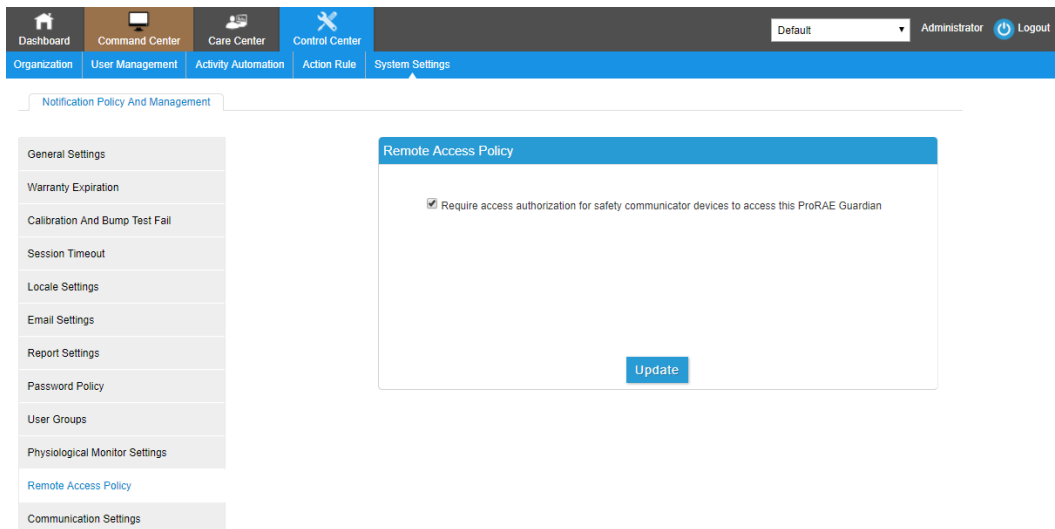 Dashboard Command Center Care Center Control Center Default Administrator Logout
Organization User Management Activity Automation Action Rule System Settings
Notification Policy And Management
General Settings
Warranty Expiration
Calibration And Bump Test Fail
Session Timeout
Locale Settings
Email Settings
Report Settings
Password Policy
User Groups
Physiological Monitor Settings
Remote Access Policy
Communication Settings
Remote Access Policy
Require access authorization for safety communicator devices to access this ProRAE Guardian
Update